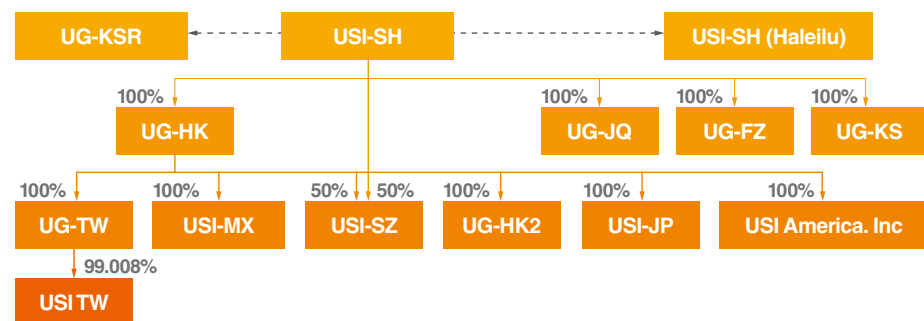 UG-KSR USI-SH USI-SH (Haleilu)
100% 100% 100% 100%
UG-HK UG-JQ UG-FZ UG-KS
100% 100% 50% 50% 100% 100% 100%
UG-TW USI-MX USI-SZ UG-HK2 USI-JP USI America. Inc
99.008%
USI TW